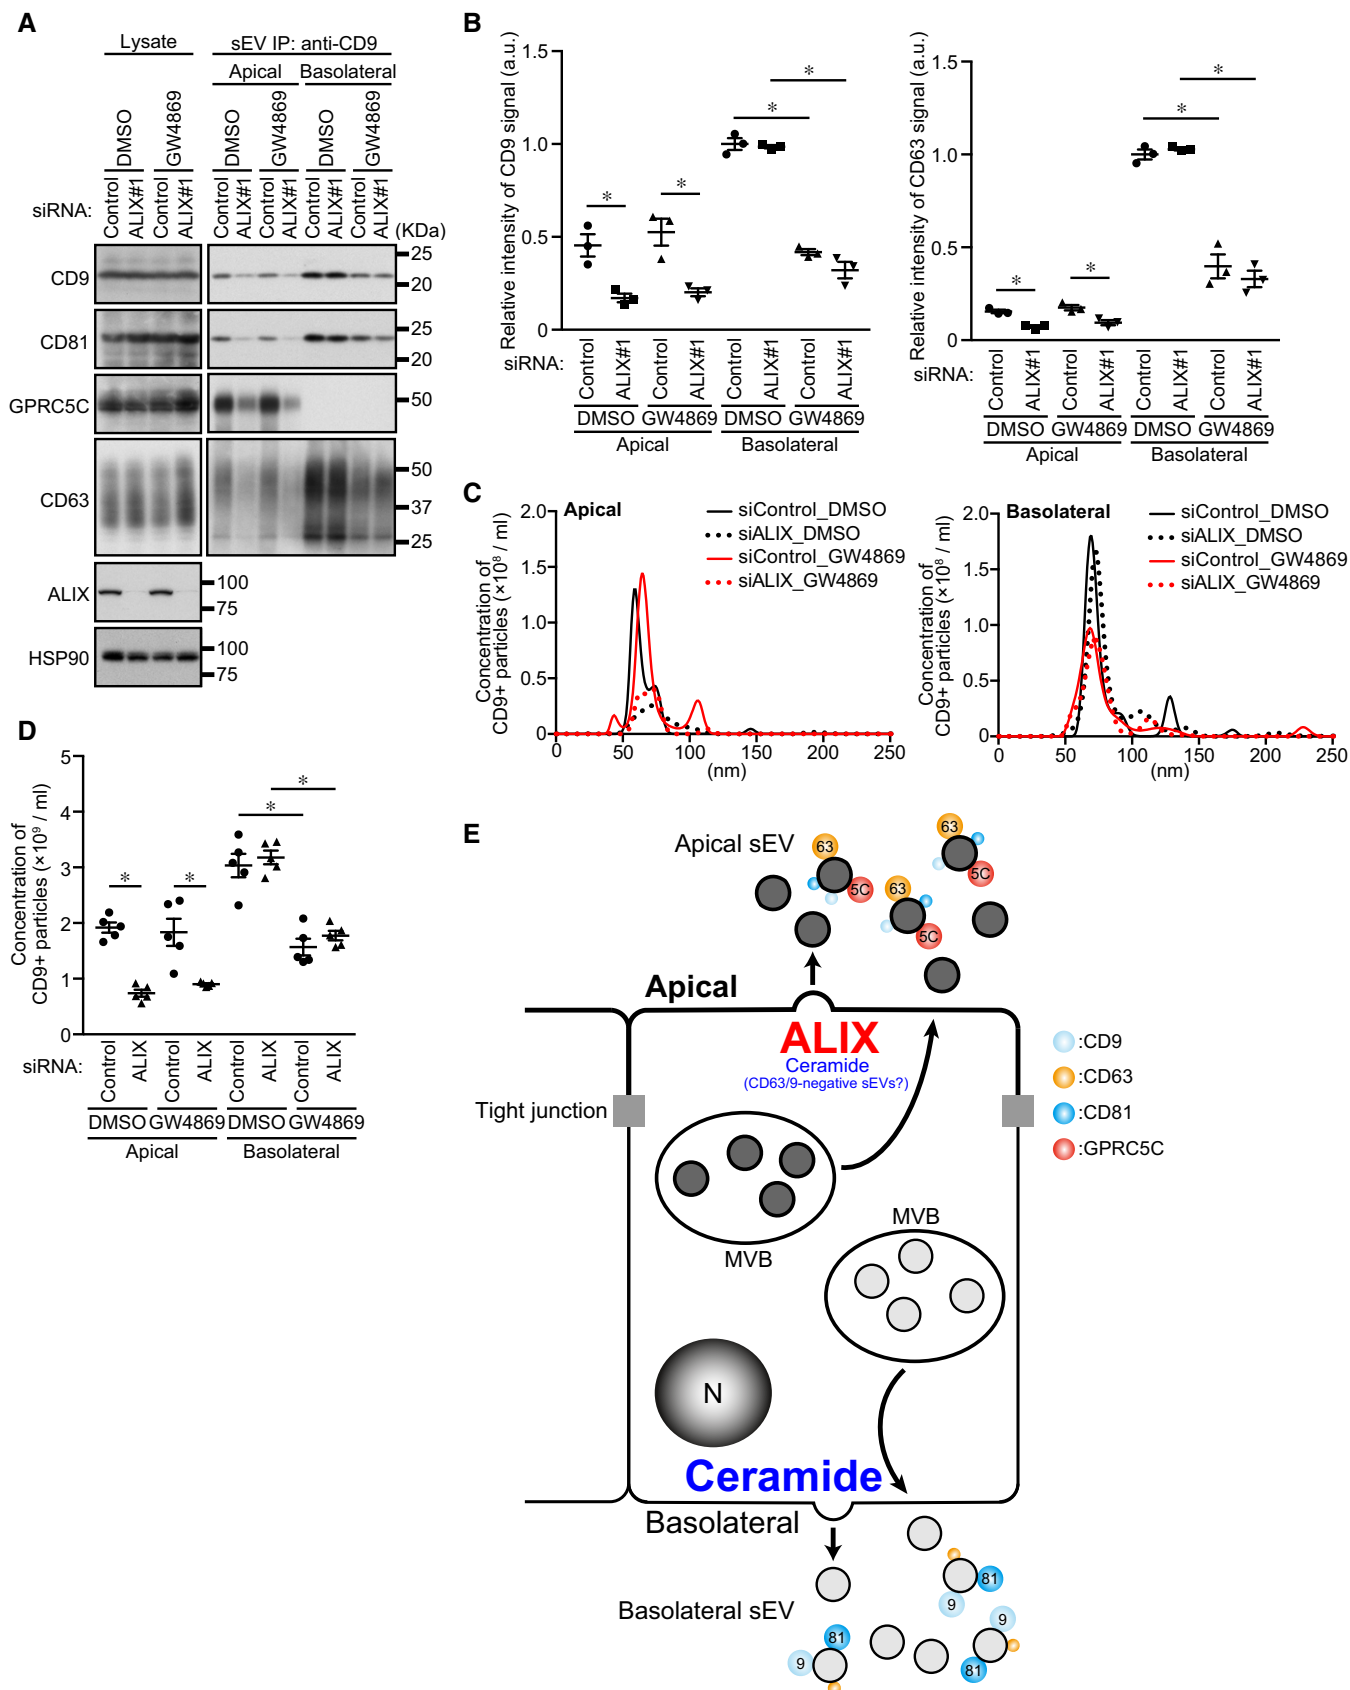 A
Lysate
sEV IP: anti-CD9
Apical
Basolateral
DMSO
GW4869
DMSO
GW4869
DMSO
GW4869
siRNA:
Control
ALIX#1
Control
ALIX#1
Control
ALIX#1
Control
ALIX#1
Control
ALIX#1
Control
ALIX#1
(KDa)
CD9
25
20
CD81
25
20
GPRC5C
50
CD63
50
37
25
ALIX
100
75
HSP90
100
75
B
Relative intensity of CD9 signal (a.u.)
1.5
1.0
0.5
0
*
*
*
*
siRNA:
Control
ALIX#1
Control
ALIX#1
Control
ALIX#1
Control
ALIX#1
DMSO GW4869 DMSO GW4869
Apical Basolateral
Relative intensity of CD63 signal (a.u.)
1.5
1.0
0.5
0
*
*
*
*
siRNA:
Control
ALIX#1
Control
ALIX#1
Control
ALIX#1
Control
ALIX#1
DMSO GW4869 DMSO GW4869
Apical Basolateral
C
Concentration of
CD9+ particles (×10⁸ / ml)
2.0
1.5
1.0
0.5
0
Apical
siControl_DMSO
siALIX_DMSO
siControl_GW4869
siALIX_GW4869
0 50 100 150 200 250
(nm)
Concentration of
CD9+ particles (×10⁸ / ml)
2.0
1.5
1.0
0.5
0
Basolateral
siControl_DMSO
siALIX_DMSO
siControl_GW4869
siALIX_GW4869
0 50 100 150 200 250
(nm)
D
Concentration of
CD9+ particles (×10⁹ / ml)
5
4
3
2
1
0
*
*
*
*
siRNA:
Control
ALIX
Control
ALIX
Control
ALIX
Control
ALIX
DMSO GW4869 DMSO GW4869
Apical Basolateral
E
Apical sEV
63
5C
63
5C
63
5C
Apical
ALIX
Ceramide
(CD63/9-negative sEVs?)
Tight junction
MVB
MVB
N
Ceramide
Basolateral
Basolateral sEV
81
9
9
81
81
9
:CD9
:CD63
:CD81
:GPRC5C